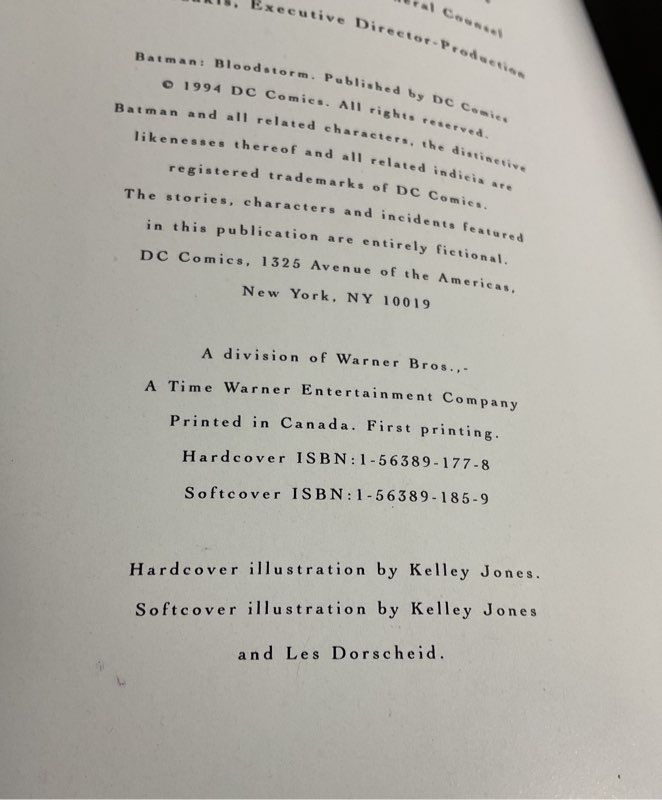 Counsel
Executive Director-Production
Batman: Bloodstorm. Published by DC Comics
© 1994 DC Comics. All rights reserved.
Batman and all related characters, the distinctive
likenesses thereof and all related indicia are
registered trademarks of DC Comics.
The stories, characters and incidents featured
in this publication are entirely fictional.
DC Comics, 1325 Avenue of the Americas,
New York, NY 10019
A division of Warner Bros.,-
A Time Warner Entertainment Company
Printed in Canada. First printing.
Hardcover ISBN:1-56389-177-8
Softcover ISBN:1-56389-185-9
Hardcover illustration by Kelley Jones.
Softcover illustration by Kelley Jones
and Les Dorscheid.